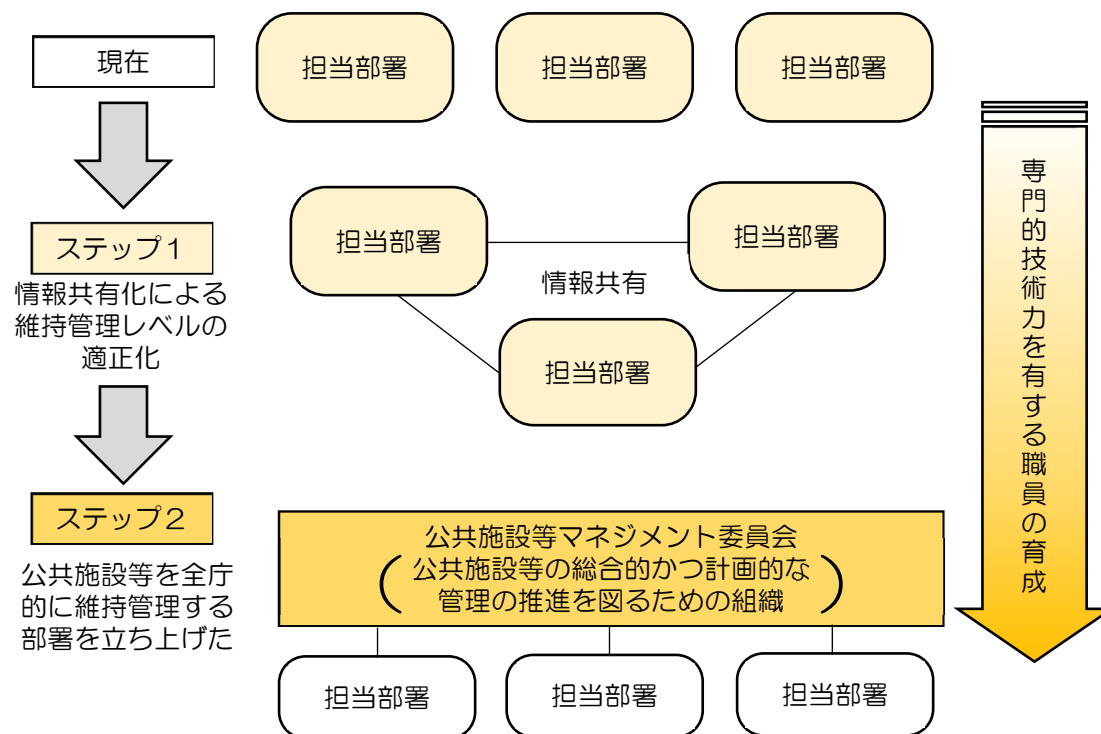 現在
担当部署
担当部署
担当部署
ステップ１
情報共有化による
維持管理レベルの
適正化
担当部署
担当部署
情報共有
担当部署
ステップ２
公共施設等を全庁
的に維持管理する
部署を立ち上げた
公共施設等マネジメント委員会
（公共施設等の総合的かつ計画的な
管理の推進を図るための組織）
担当部署
担当部署
担当部署
専門的技術力を有する職員の育成